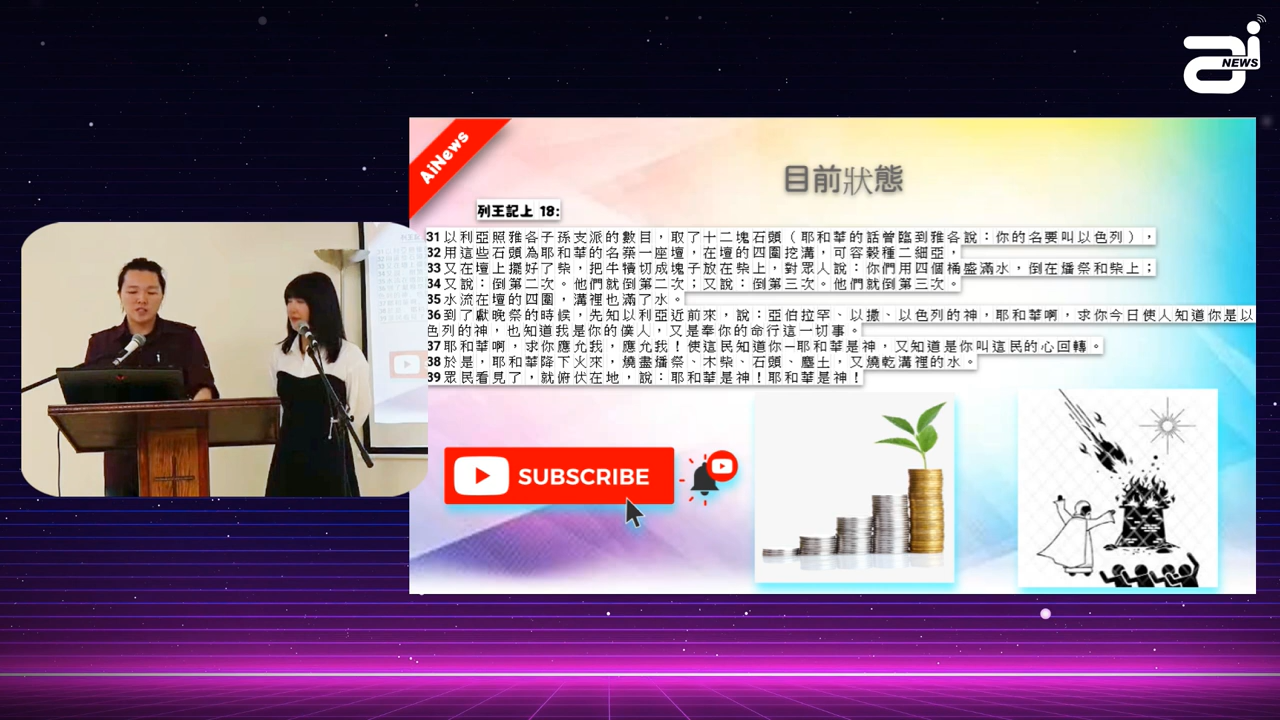 ai NEWS
AiNews
目前狀態
列王記上 18:
31 以利亞照雅各子孫支派的數目，取了十二塊石頭（耶和華的話曾臨到雅各說：你的名要叫以色列），
32 用這些石頭為耶和華的名築一座壇，在壇的四圍挖溝，可容穀種二細亞，
33 又在壇上擺好了柴，把牛犢切成塊子放在柴上，對眾人說：你們用四個桶盛滿水，倒在燔祭和柴上；
34 又說：倒第二次。他們就倒第二次；又說：倒第三次。他們就倒第三次。
35 水流在壇的四圍，溝裡也滿了水。
36 到了獻晚祭的時候，先知以利亞近前來，說：亞伯拉罕、以撒、以色列的神，耶和華啊，求你今日使人知道你是以
色列的神，也知道我是你的僕人，又是奉你的命行這一切事。
37 耶和華啊，求你應允我，應允我！使這民知道你─耶和華是神，又知道是你叫這民的心回轉。
38 於是，耶和華降下火來，燒盡燔祭、木柴、石頭、塵土，又燒乾溝裡的水。
39 眾民看見了，就俯伏在地，說：耶和華是神！耶和華是神！
SUBSCRIBE